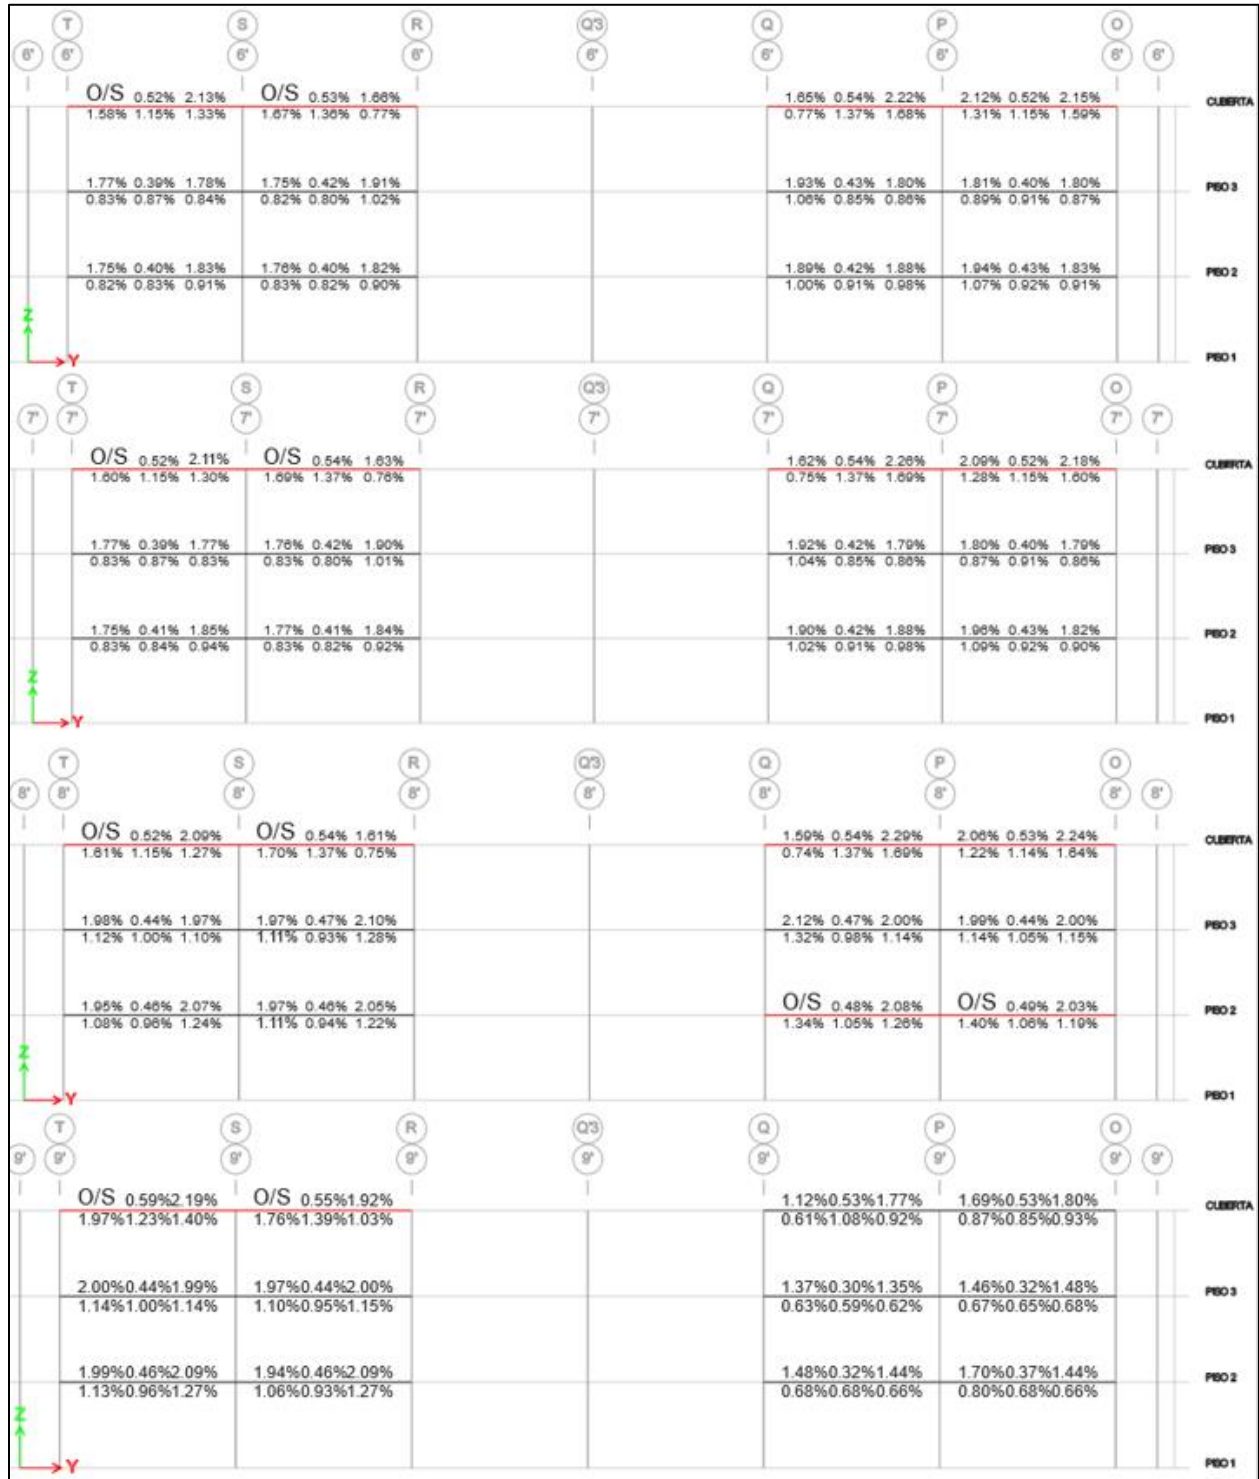 T S R Q3 Q P O
6' 6' 6' 6' 6' 6' 6' 6' 6'
O/S 0.52% 2.13% O/S 0.53% 1.66% 1.65% 0.54% 2.22% 2.12% 0.52% 2.15% CUBIERTA
1.58% 1.15% 1.33% 1.67% 1.36% 0.77% 0.77% 1.37% 1.68% 1.31% 1.15% 1.59%
1.77% 0.39% 1.78% 1.75% 0.42% 1.91% 1.93% 0.43% 1.80% 1.81% 0.40% 1.80% PISO 3
0.83% 0.87% 0.84% 0.82% 0.80% 1.02% 1.06% 0.85% 0.86% 0.89% 0.91% 0.87%
1.75% 0.40% 1.83% 1.76% 0.40% 1.82% 1.89% 0.42% 1.88% 1.94% 0.43% 1.83% PISO 2
0.82% 0.83% 0.91% 0.83% 0.82% 0.90% 1.00% 0.91% 0.98% 1.07% 0.92% 0.91%
Z
Y PISO 1
T S R Q3 Q P O
7' 7' 7' 7' 7' 7' 7' 7' 7'
O/S 0.52% 2.11% O/S 0.54% 1.63% 1.62% 0.54% 2.26% 2.09% 0.52% 2.18% CUBIERTA
1.60% 1.15% 1.30% 1.69% 1.37% 0.76% 0.75% 1.37% 1.69% 1.28% 1.15% 1.60%
1.77% 0.39% 1.77% 1.76% 0.42% 1.90% 1.92% 0.42% 1.79% 1.80% 0.40% 1.79% PISO 3
0.83% 0.87% 0.83% 0.83% 0.80% 1.01% 1.04% 0.85% 0.86% 0.87% 0.91% 0.86%
1.75% 0.41% 1.85% 1.77% 0.41% 1.84% 1.90% 0.42% 1.88% 1.96% 0.43% 1.82% PISO 2
0.83% 0.84% 0.94% 0.83% 0.82% 0.92% 1.02% 0.91% 0.98% 1.09% 0.92% 0.90%
Z
Y PISO 1
T S R Q3 Q P O
8' 8' 8' 8' 8' 8' 8' 8' 8'
O/S 0.52% 2.09% O/S 0.54% 1.61% 1.59% 0.54% 2.29% 2.06% 0.53% 2.24% CUBIERTA
1.61% 1.15% 1.27% 1.70% 1.37% 0.75% 0.74% 1.37% 1.69% 1.22% 1.14% 1.64%
1.98% 0.44% 1.97% 1.97% 0.47% 2.10% 2.12% 0.47% 2.00% 1.99% 0.44% 2.00% PISO 3
1.12% 1.00% 1.10% 1.11% 0.93% 1.28% 1.32% 0.98% 1.14% 1.14% 1.05% 1.15%
1.95% 0.46% 2.07% 1.97% 0.46% 2.05% O/S 0.48% 2.08% O/S 0.49% 2.03% PISO 2
1.08% 0.96% 1.24% 1.11% 0.94% 1.22% 1.34% 1.05% 1.26% 1.40% 1.06% 1.19%
Z
Y PISO 1
T S R Q3 Q P O
9' 9' 9' 9' 9' 9' 9' 9' 9'
O/S 0.59%2.19% O/S 0.55%1.92% 1.12%0.53%1.77% 1.69%0.53%1.80% CUBIERTA
1.97%1.23%1.40% 1.76%1.39%1.03% 0.61%1.08%0.92% 0.87%0.85%0.93%
2.00%0.44%1.99% 1.97%0.44%2.00% 1.37%0.30%1.35% 1.46%0.32%1.48% PISO 3
1.14%1.00%1.14% 1.10%0.95%1.15% 0.63%0.59%0.62% 0.67%0.65%0.68%
1.99%0.46%2.09% 1.94%0.46%2.09% 1.48%0.32%1.44% 1.70%0.37%1.44% PISO 2
1.13%0.96%1.27% 1.06%0.93%1.27% 0.68%0.68%0.66% 0.80%0.68%0.66%
Z
Y PISO 1